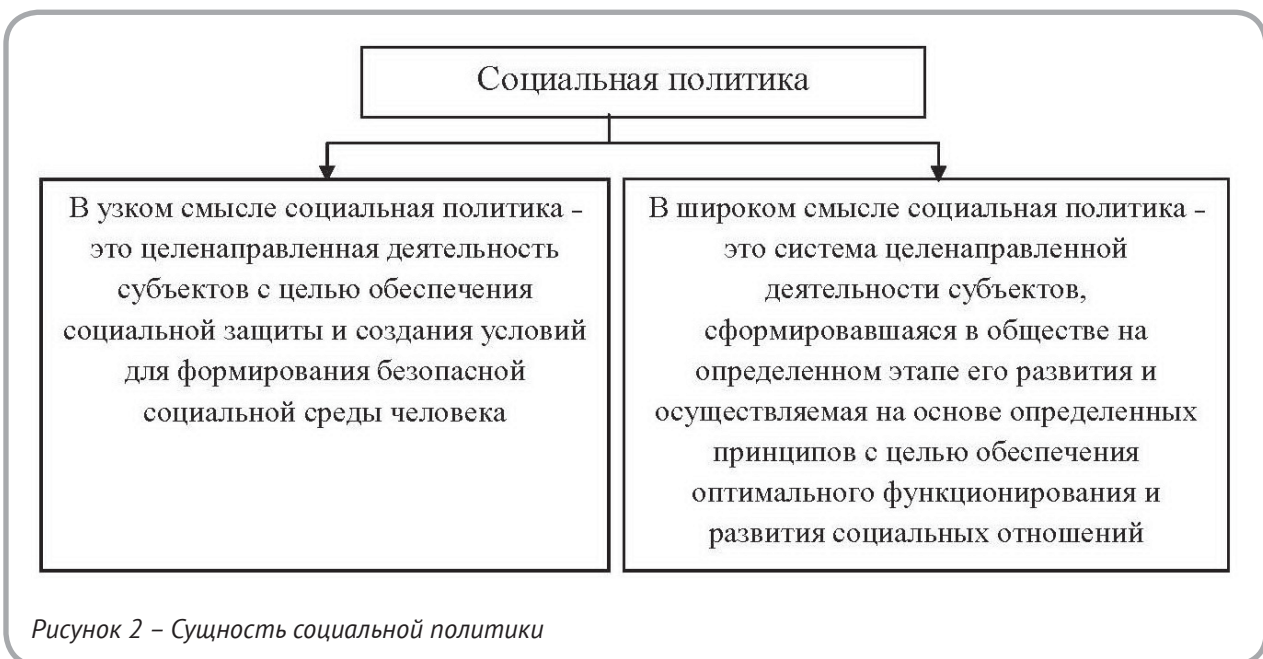 Социальная политика
В узком смысле социальная политика –
это целенаправленная деятельность
субъектов с целью обеспечения
социальной защиты и создания условий
для формирования безопасной
социальной среды человека
В широком смысле социальная политика –
это система целенаправленной
деятельности субъектов,
сформировавшаяся в обществе на
определенном этапе его развития и
осуществляемая на основе определенных
принципов с целью обеспечения
оптимального функционирования и
развития социальных отношений
Рисунок 2 – Сущность социальной политики